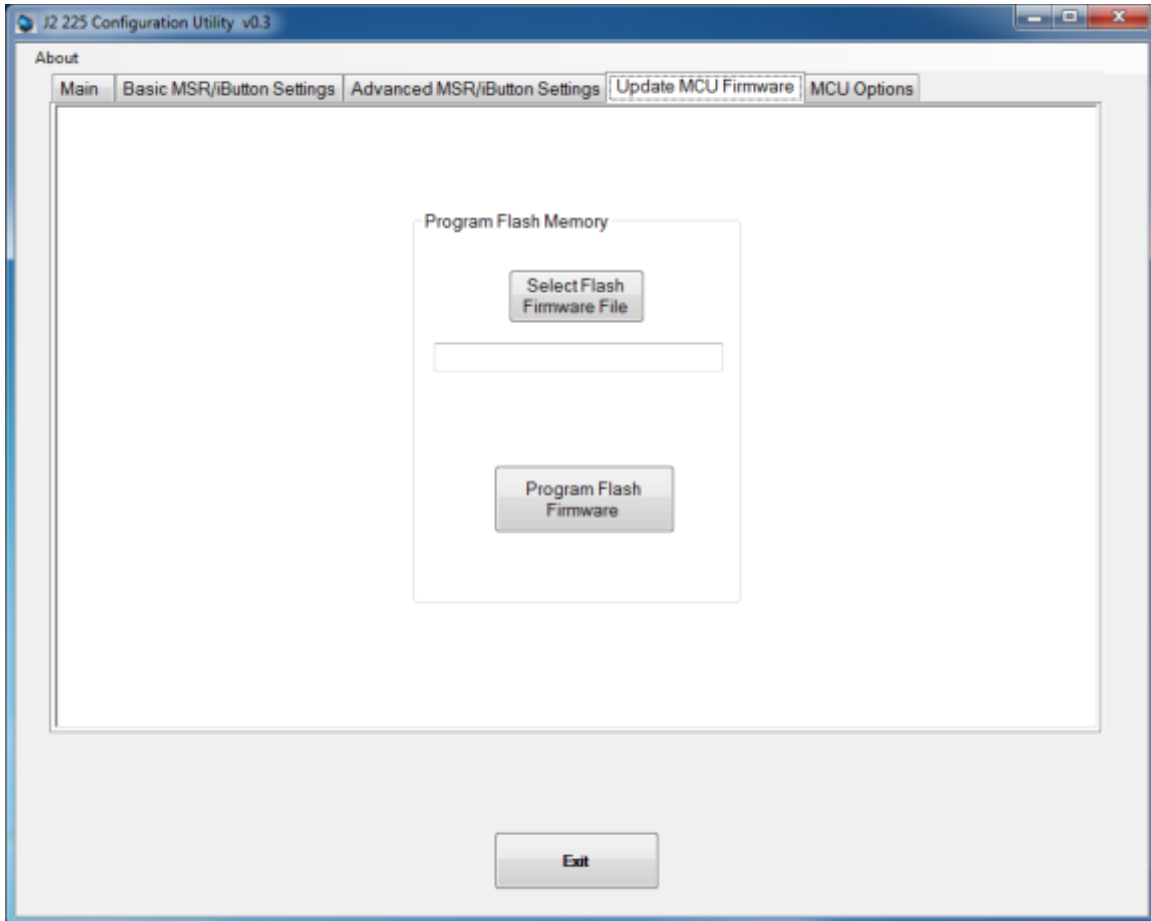 J2 225 Configuration Utility v0.3
About
Main Basic MSR/iButton Settings Advanced MSR/iButton Settings Update MCU Firmware MCU Options
Program Flash Memory
Select Flash
Firmware File
Program Flash
Firmware
Exit